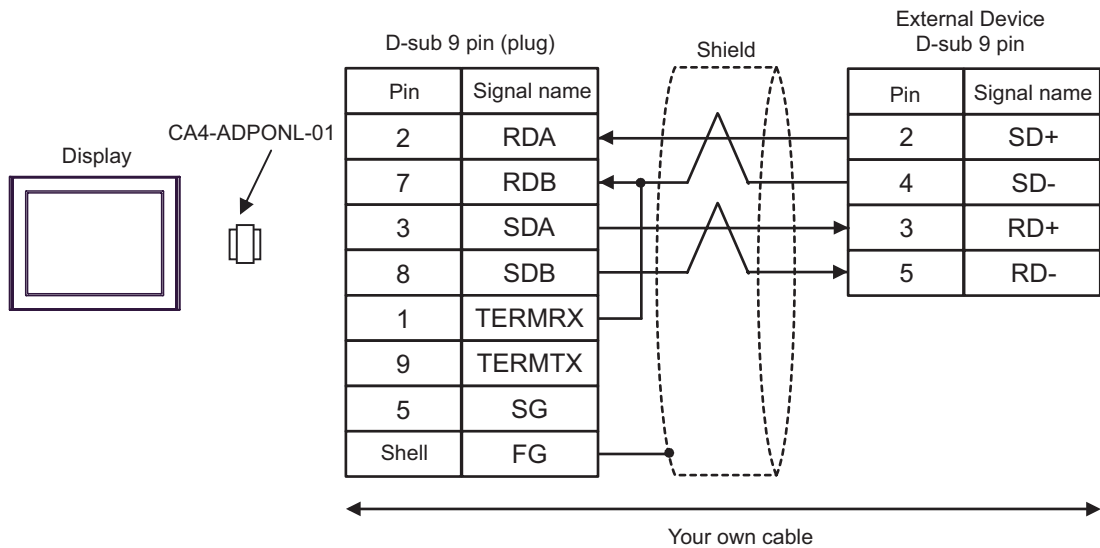 External Device
D-sub 9 pin (plug)
Shield
D-sub 9 pin
Pin Signal name
Pin Signal name
CA4-ADPONL-01
Display
2 RDA
2 SD+
7 RDB
4 SD-
3 SDA
3 RD+
8 SDB
5 RD-
1 TERMRX
9 TERMTX
5 SG
Shell FG
Your own cable